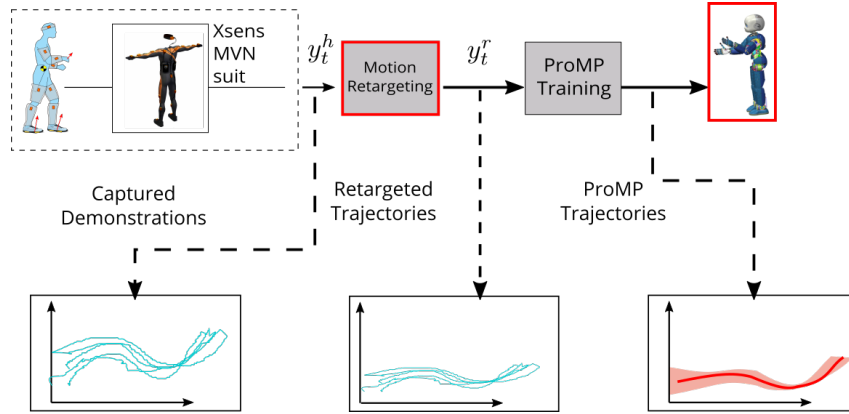 Xsens
MVN
suit
y_t^h
Motion
Retargeting
y_t^r
ProMP
Training
Captured
Demonstrations
Retargeted
Trajectories
ProMP
Trajectories